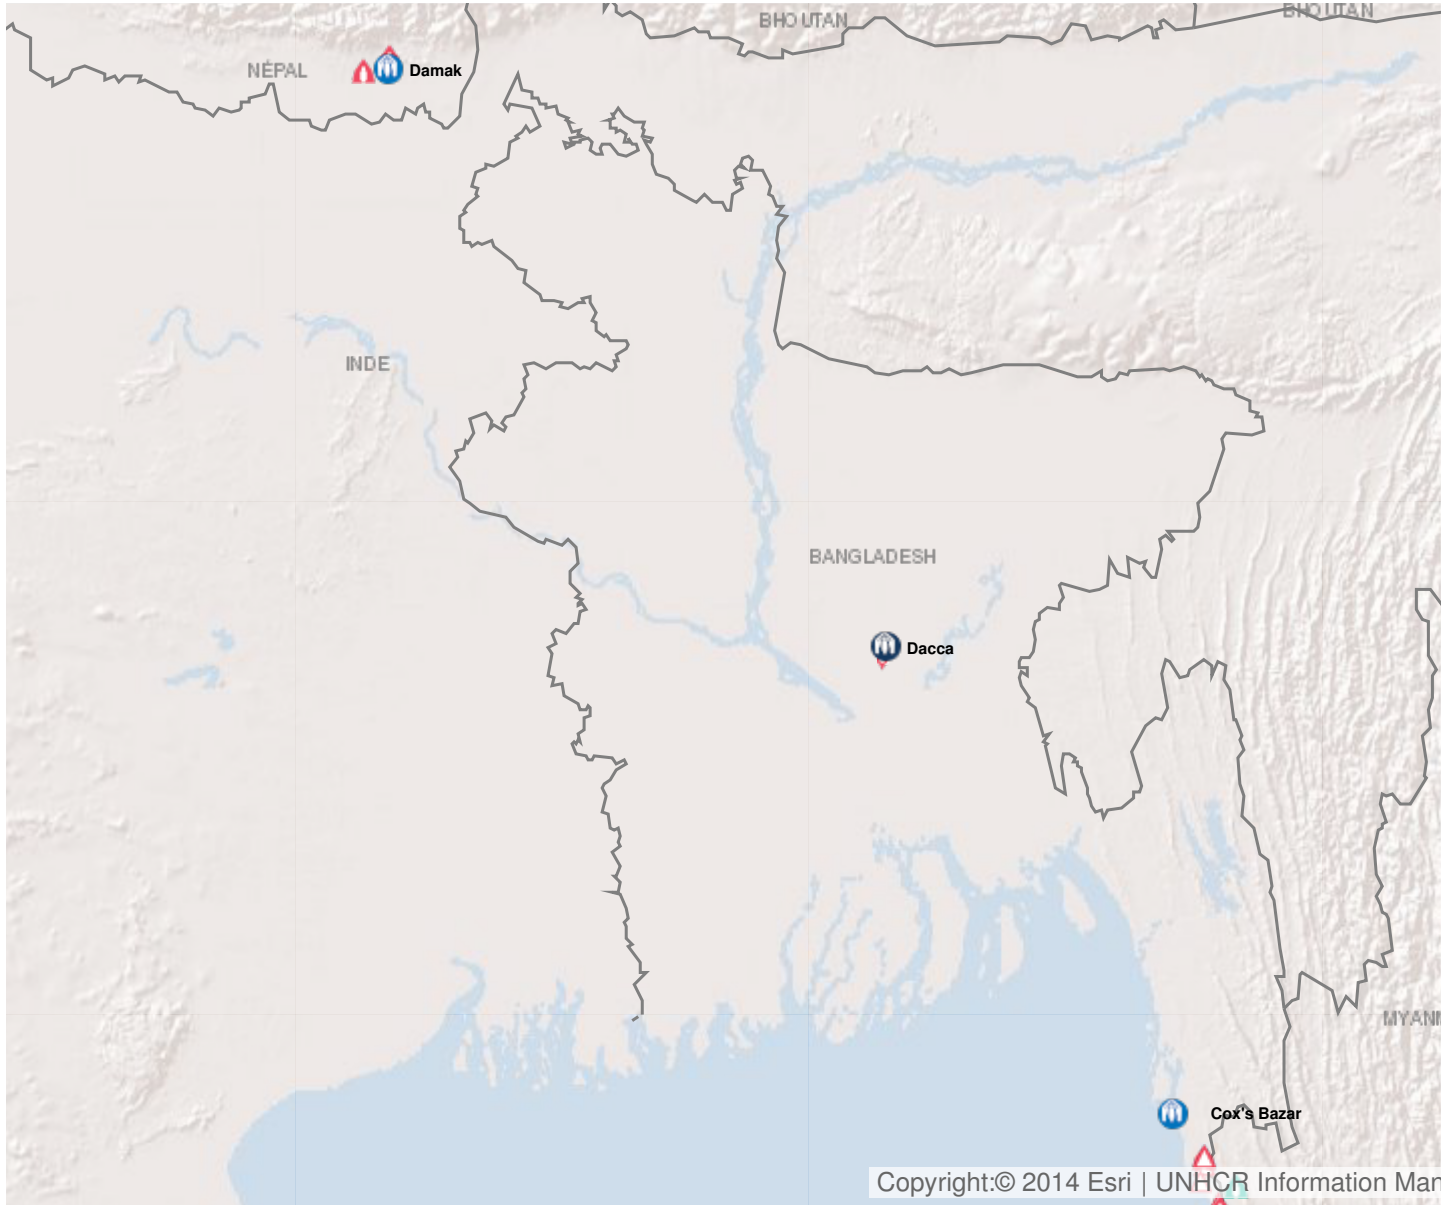 BHOUTAN
BHOUTAN
NÉPAL
Damak
INDE
BANGLADESH
Dacca
MYANM
Cox's Bazar
Copyright:© 2014 Esri | UNHCR Information Man